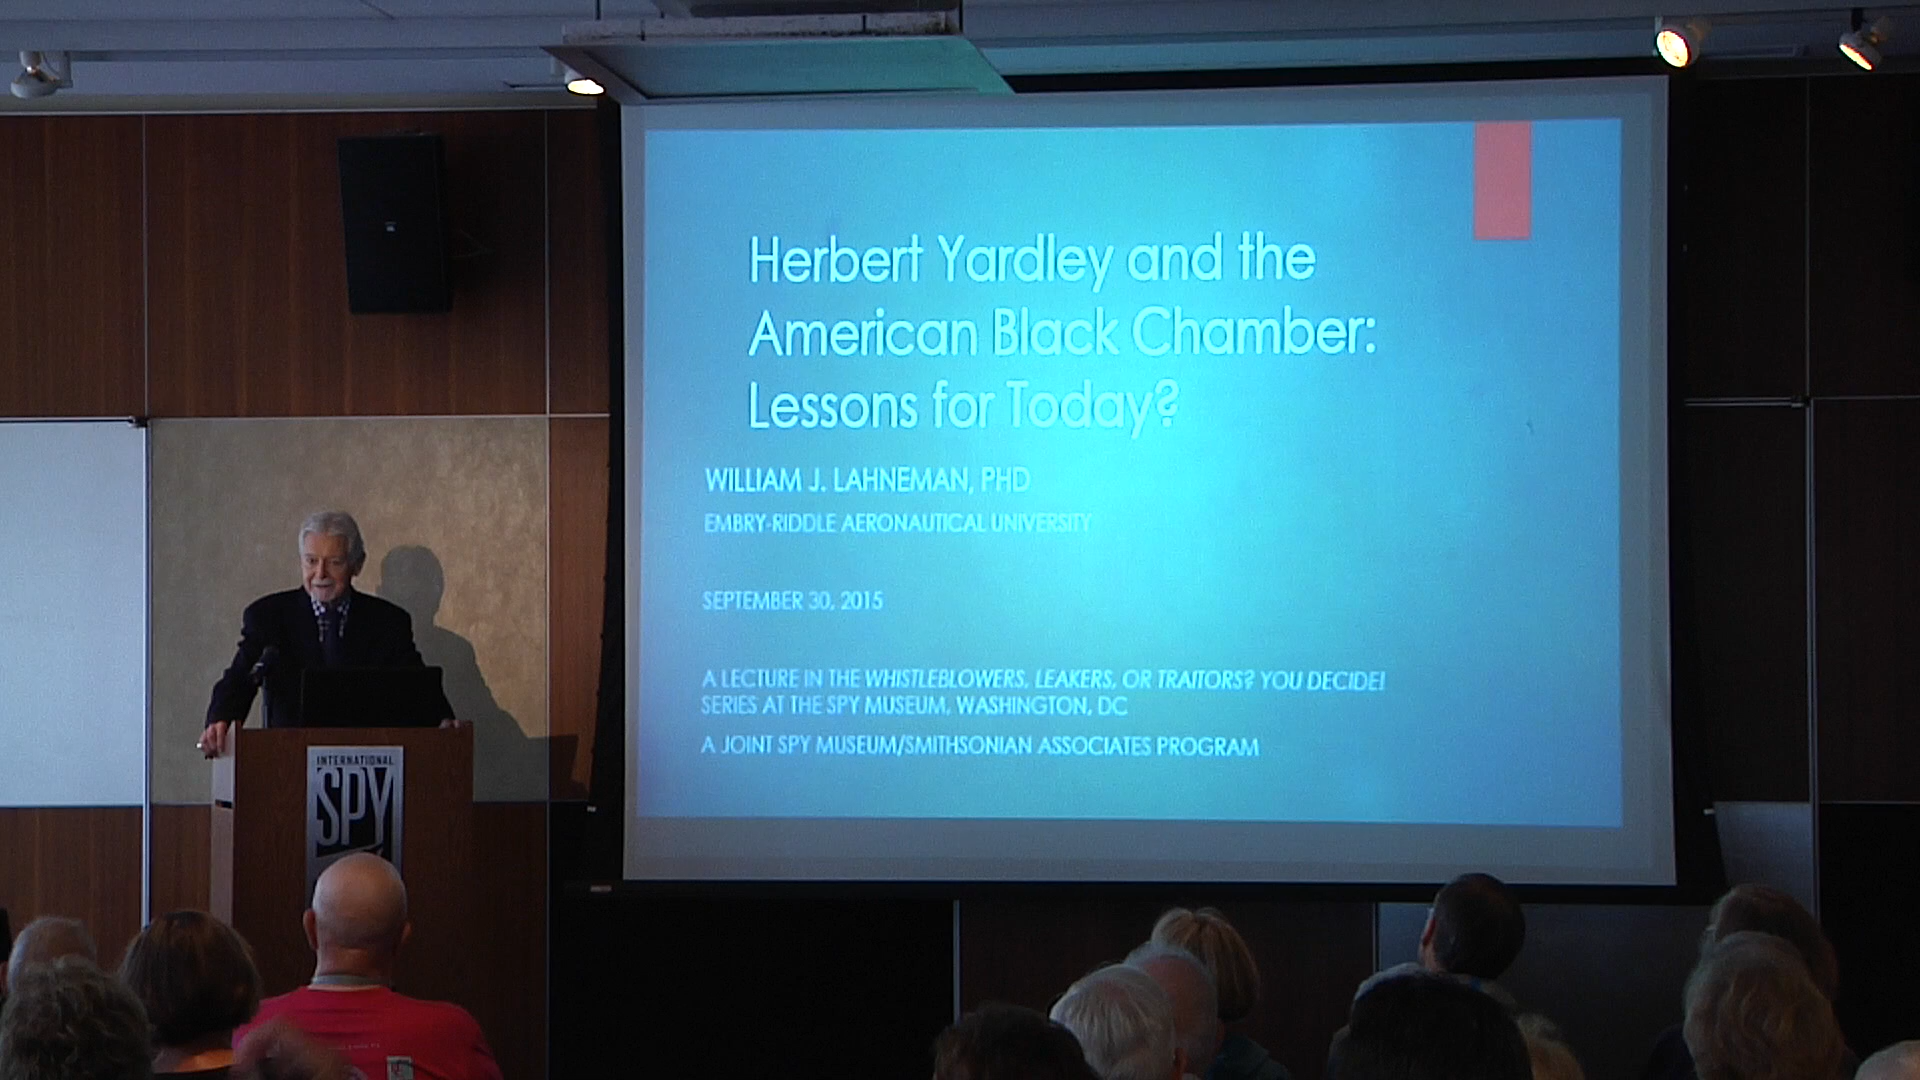 Herbert Yardley and the
American Black Chamber:
Lessons for Today?
WILLIAM J. LAHNEMAN, PHD
EMBRY-RIDDLE AERONAUTICAL UNIVERSITY
SEPTEMBER 30, 2015
A LECTURE IN THE WHISTLEBLOWERS, LEAKERS, OR TRAITORS? YOU DECIDE!
SERIES AT THE SPY MUSEUM, WASHINGTON, DC
A JOINT SPY MUSEUM/SMITHSONIAN ASSOCIATES PROGRAM
INTERNATIONAL
SPY